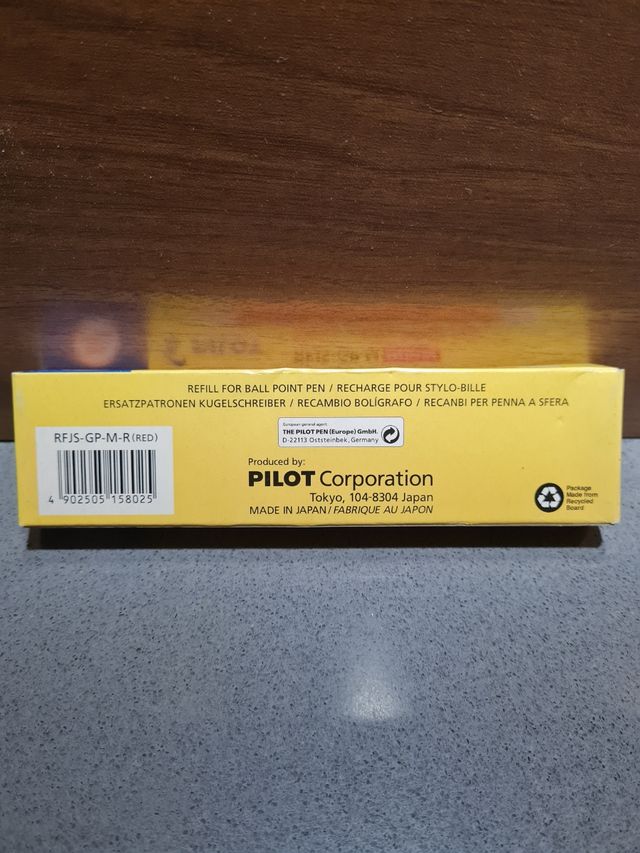 REFILL FOR BALL POINT PEN / RECHARGE POUR STYLO-BILLE
ERSATZPATRONEN KUGELSCHREIBER / RECAMBIO BOLÍGRAFO / RECANBI PER PENNA A SFERA
European general agent:
THE PILOT PEN (Europe) GmbH.
D-22113 Oststeinbek, Germany
RFJS-GP-M-R(RED)
4 902505 158025
Produced by:
PILOT Corporation
Tokyo, 104-8304 Japan
MADE IN JAPAN / FABRIQUE AU JAPON
Package
Made from
Recycled
Board